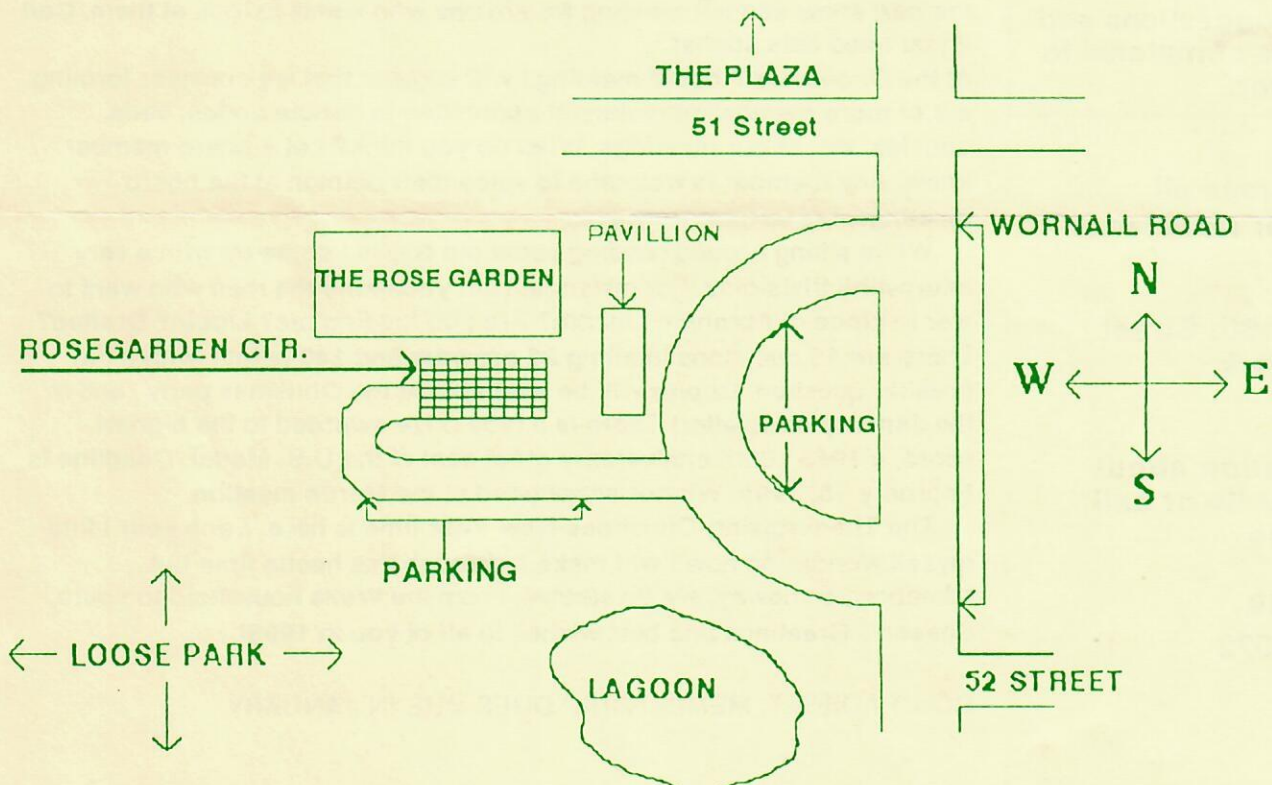 THE PLAZA
51 Street
WORNALL ROAD
PAVILLION
THE ROSE GARDEN
N
ROSEGARDEN CTR.
W
E
PARKING
S
PARKING
LOOSE PARK
LAGOON
52 STREET